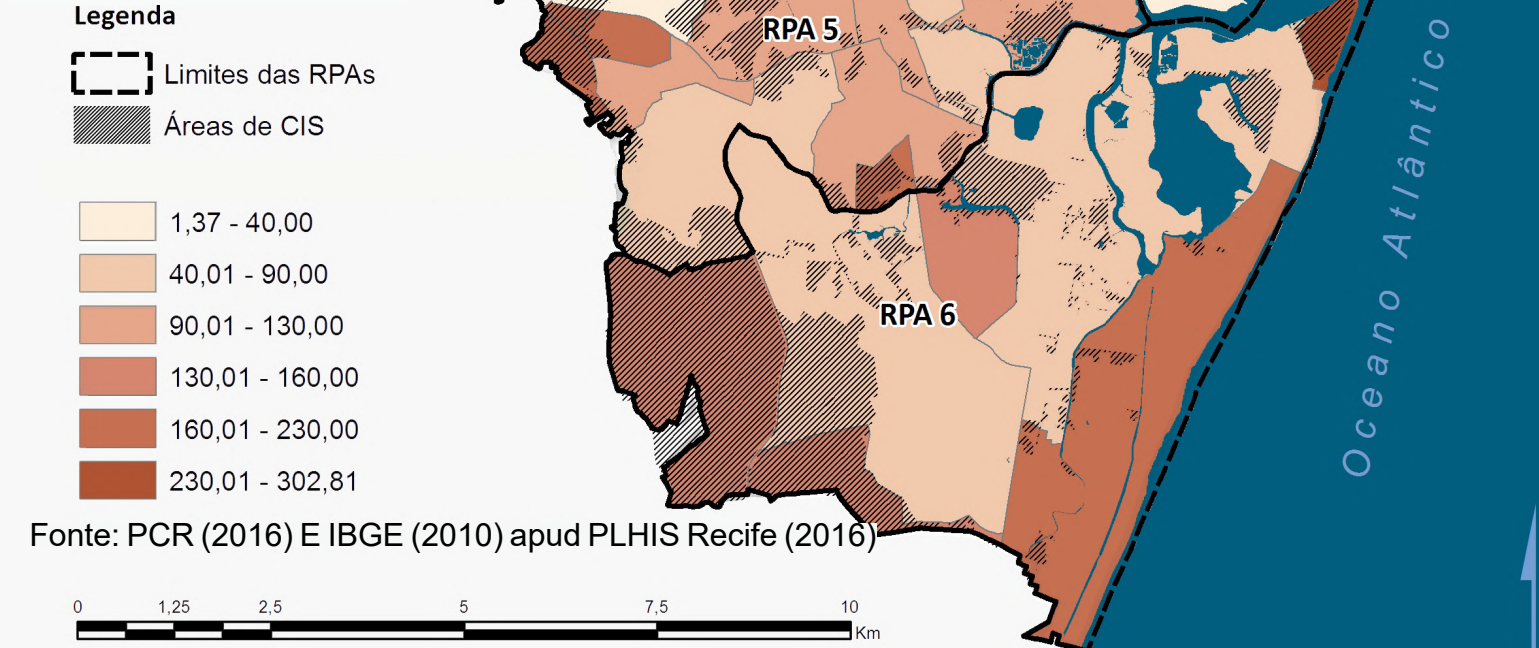 Legenda
Limites das RPAs
Áreas de CIS
1,37 - 40,00
40,01 - 90,00
90,01 - 130,00
130,01 - 160,00
160,01 - 230,00
230,01 - 302,81
RPA 5
RPA 6
Oceano Atlântico
Fonte: PCR (2016) E IBGE (2010) apud PLHIS Recife (2016)
0 1,25 2,5 5 7,5 10
Km